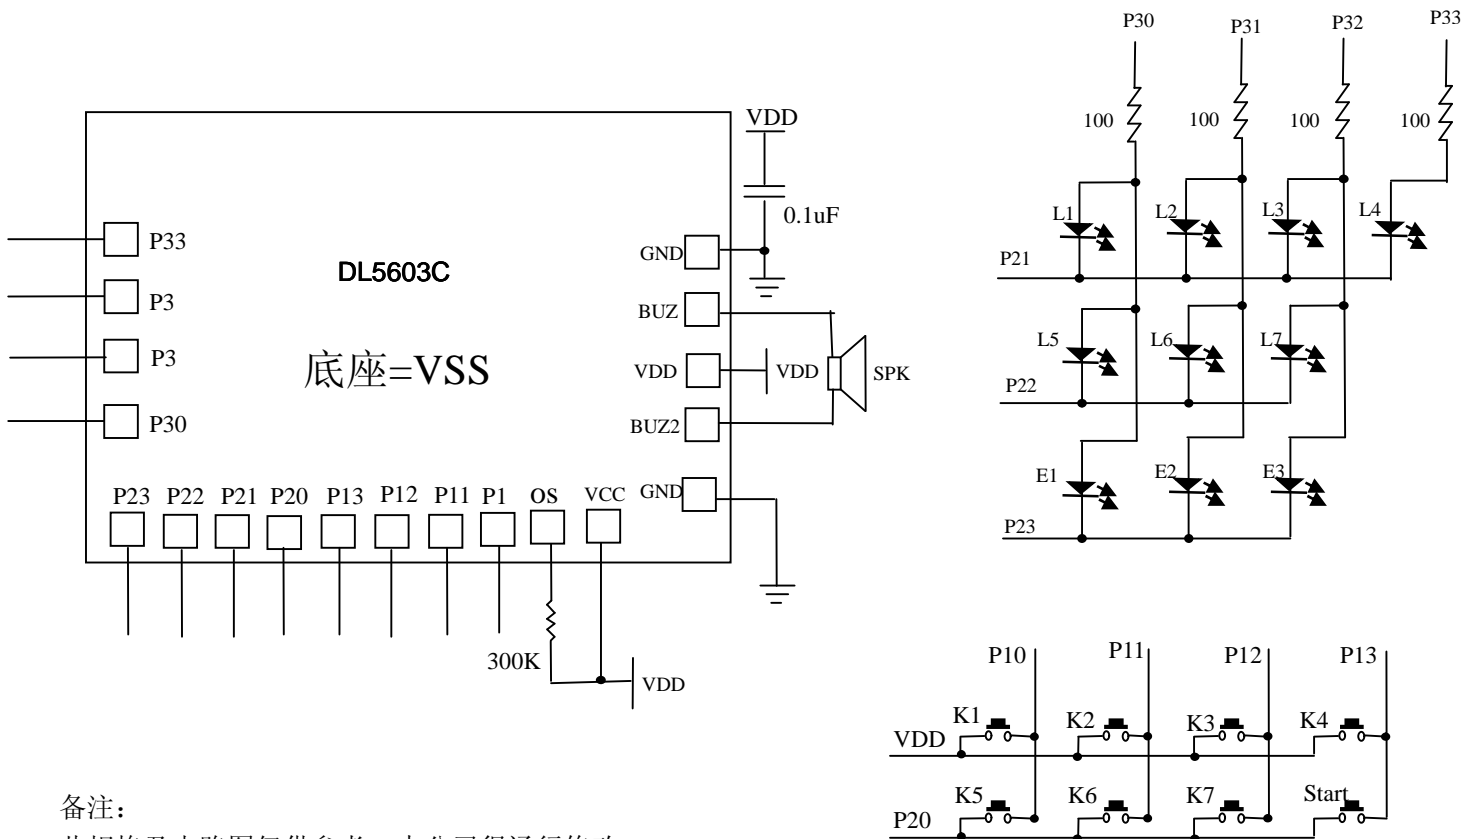 P30
P31
P32
P33
100
100
100
100
VDD
0.1uF
P33
GND
DL5603C
P3
BUZ
P3
底座=VSS
VDD
VDD
SPK
P30
BUZ2
P23
P22
P21
P20
P13
P12
P11
P1
OS
VCC
GND
300K
VDD
L1
L2
L3
L4
P21
L5
L6
L7
P22
E1
E2
E3
P23
P10
P11
P12
P13
K1
K2
K3
K4
VDD
K5
K6
K7
Start
P20
备注：